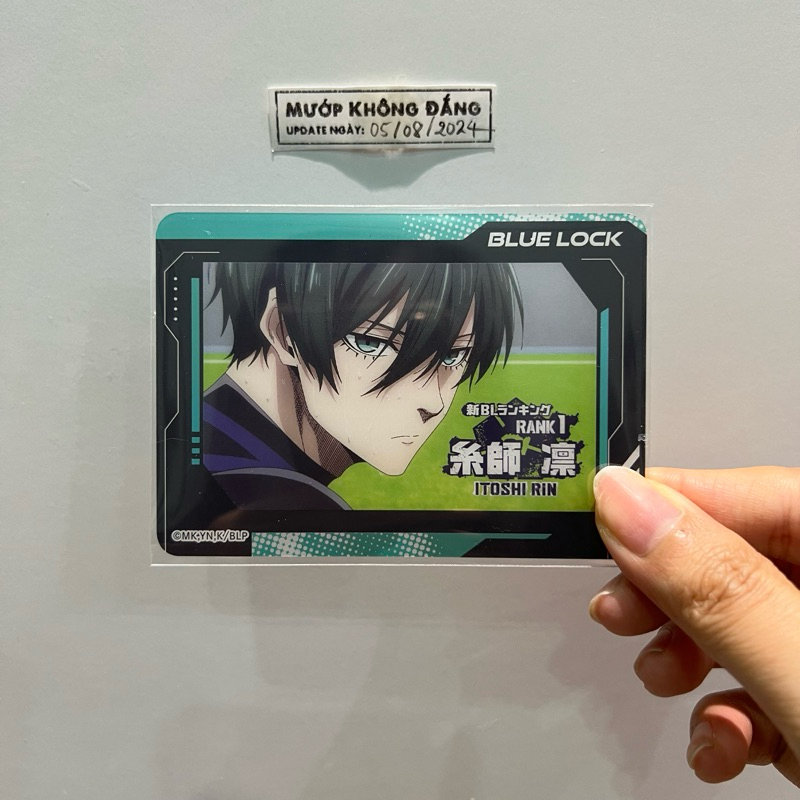 MƯỚP KHÔNG ĐẮNG
UPDATE NGÀY: 05/08/2024
BLUE LOCK
新BLランキング
RANK 1
糸師 凛
ITOSHI RIN
©MK,YN,K/BLP